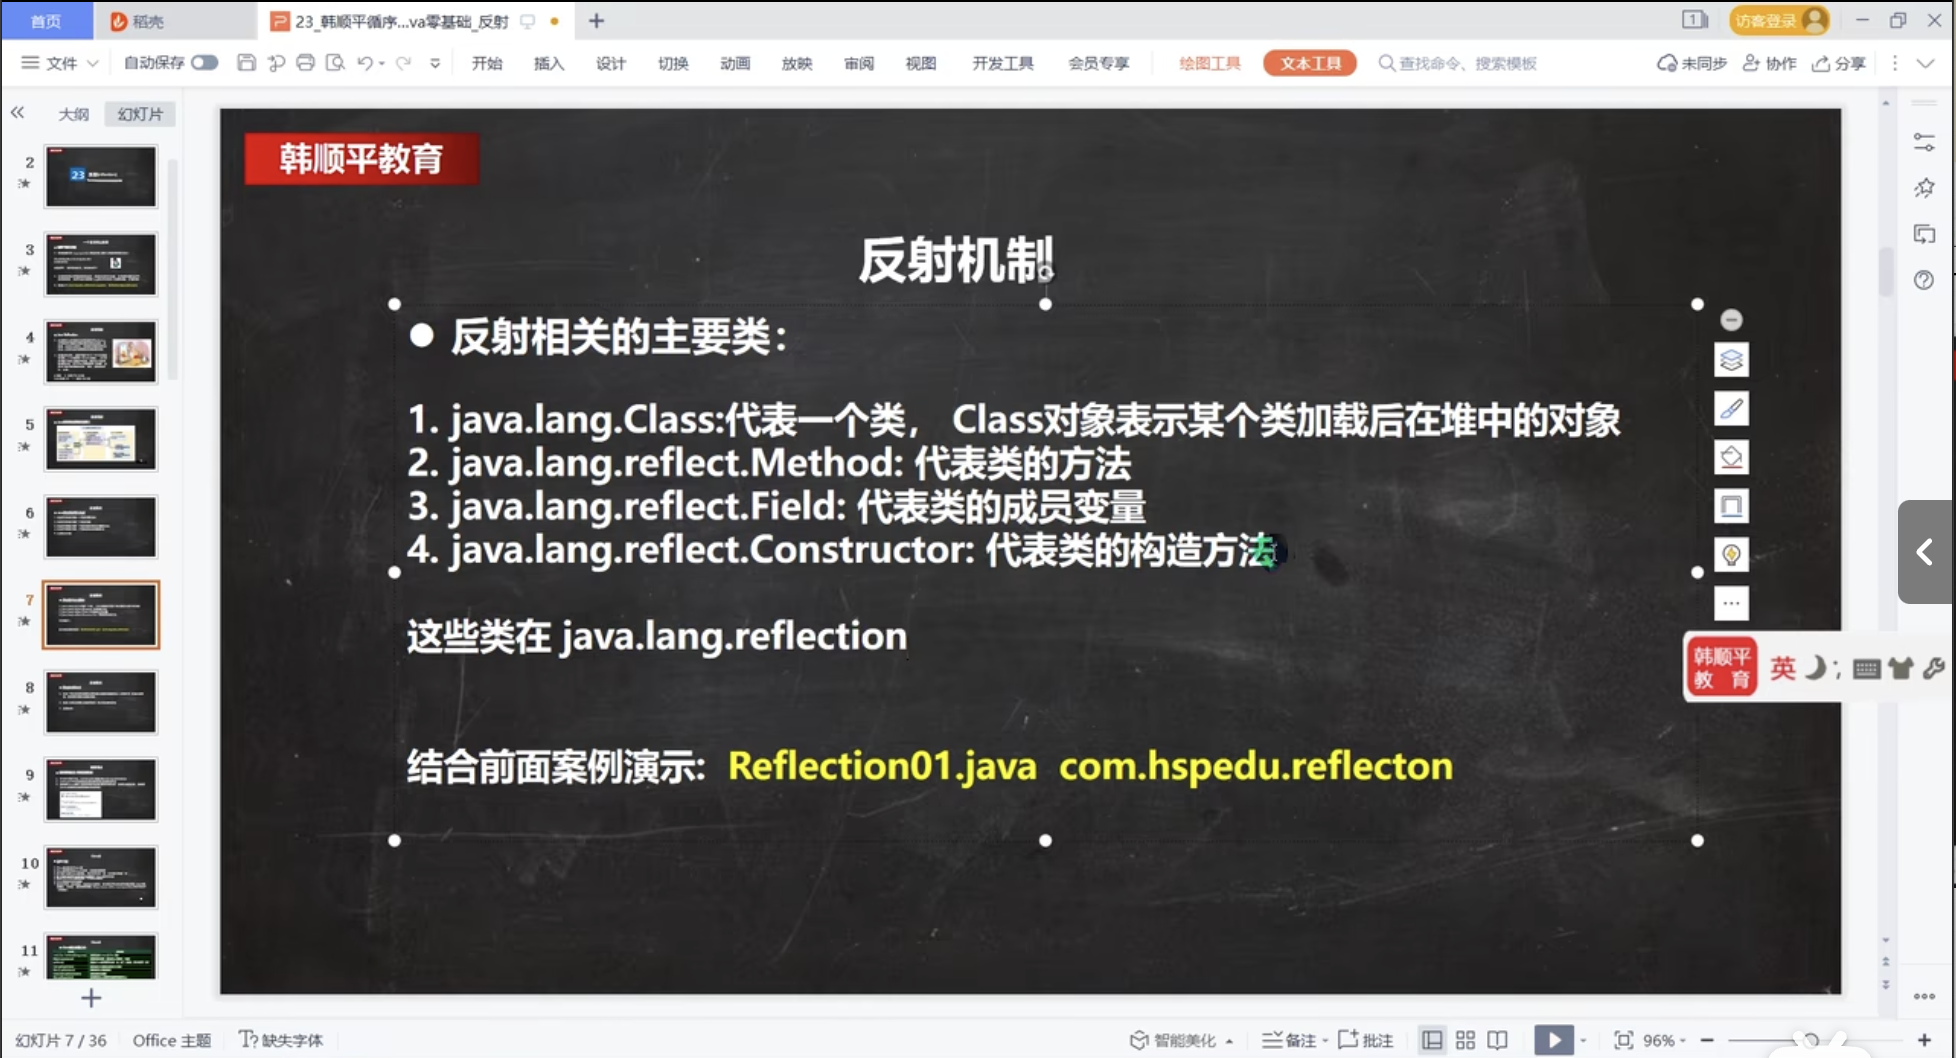 首页
稻壳
23_韩顺平循序...va零基础_反射
1
访客登录
文件
自动保存
开始
插入
设计
切换
动画
放映
审阅
视图
开发工具
会员专享
绘图工具
文本工具
查找命令、搜索模板
未同步
协作
分享
大纲
幻灯片
2
23
3
4
5
6
7
8
9
10
11
韩顺平教育
反射机制
● 反射相关的主要类：
1. java.lang.Class:代表一个类， Class对象表示某个类加载后在堆中的对象
2. java.lang.reflect.Method: 代表类的方法
3. java.lang.reflect.Field: 代表类的成员变量
4. java.lang.reflect.Constructor: 代表类的构造方法
这些类在 java.lang.reflection
结合前面案例演示: Reflection01.java com.hspedu.reflecton
韩顺平
教 育
英
幻灯片 7 / 36
Office 主题
缺失字体
智能美化
备注
批注
96%